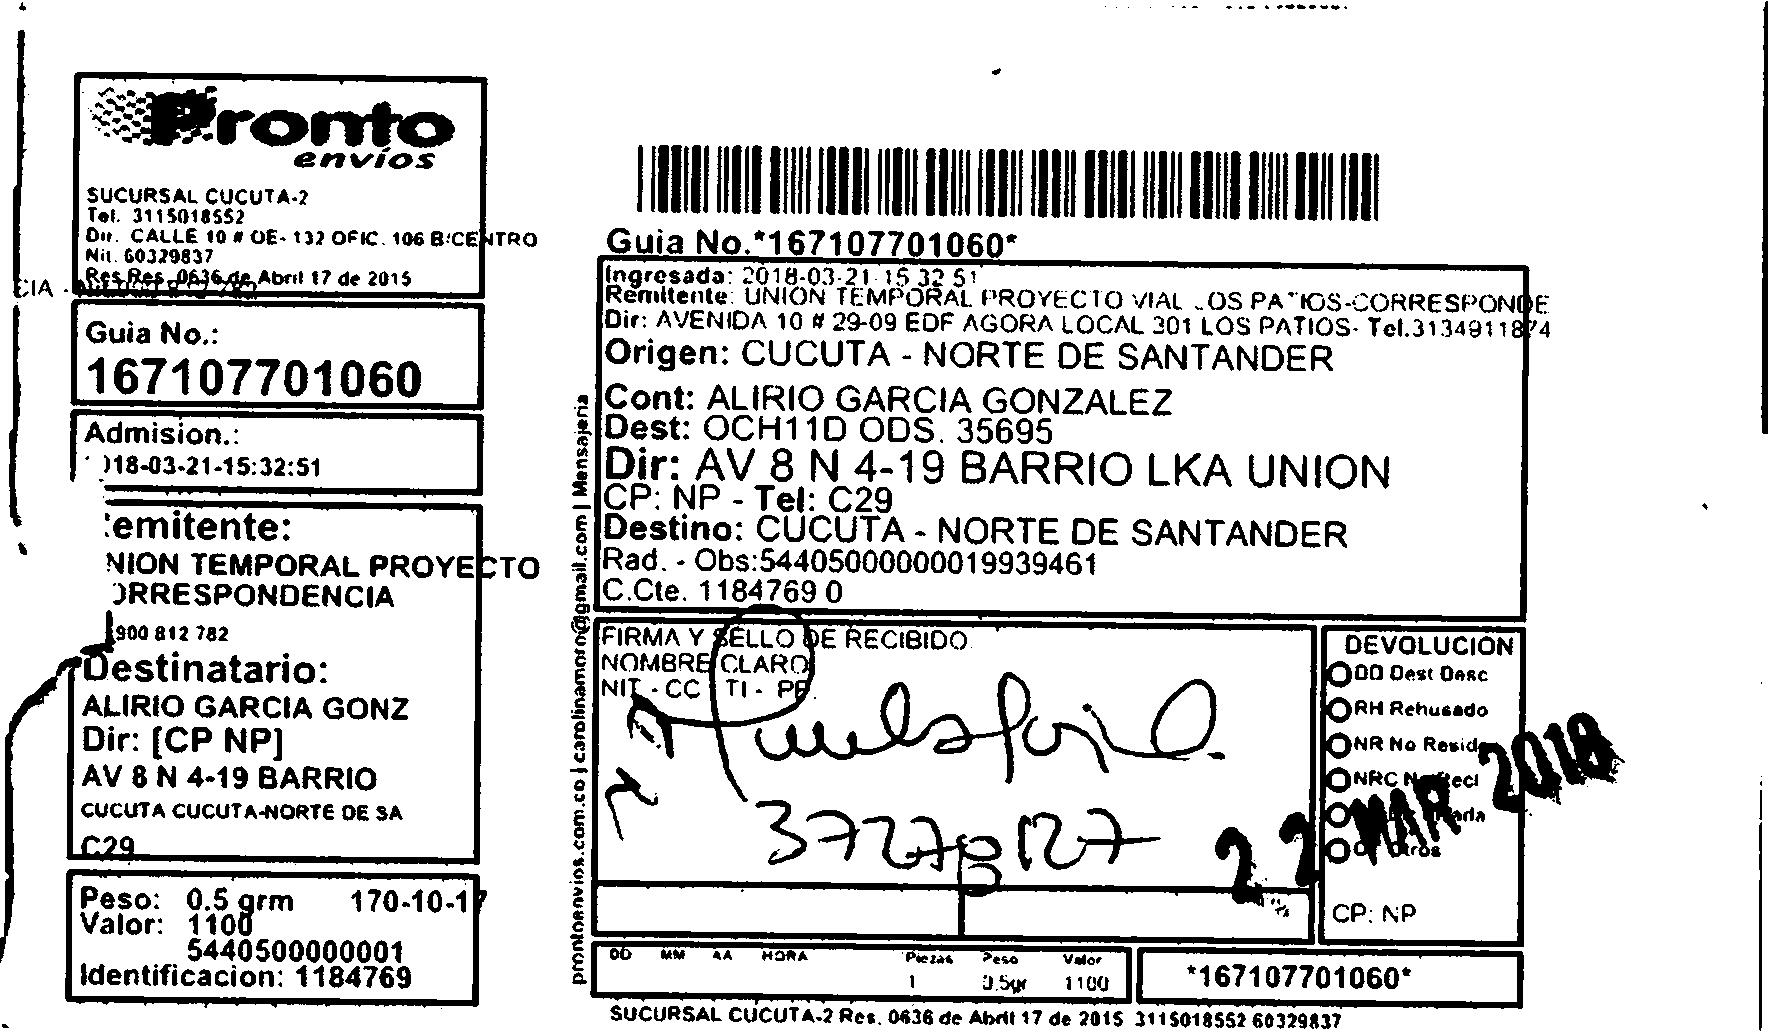 Pronto
envíos
SUCURSAL CUCUTA-2
Tel. 3115018552
Dir. CALLE 10 # OE- 132 OFIC. 106 B/CENTRO
Nit. 60329837
Res.Res. 0636 de Abril 17 de 2015
CIA -
Guia No.:
167107701060
Admision.:
018-03-21-15:32:51
emitente:
NION TEMPORAL PROYECTO
ORRESPONDENCIA
900 812 782
Destinatario:
ALIRIO GARCIA GONZ
Dir: [CP NP]
AV 8 N 4-19 BARRIO
CUCUTA CUCUTA-NORTE DE SA
C29
Peso: 0.5 grm 170-10-17
Valor: 1100
5440500000001
Identificacion: 1184769
prontoenvios.com.co | carolinamoro@gmail.com | Mensajeria
Guia No.*167107701060*
Ingresada: 2018-03-21-15 32 51
Remitente: UNION TEMPORAL PROYECTO VIAL LOS PATIOS-CORRESPONDE
Dir: AVENIDA 10 # 29-09 EDF AGORA LOCAL 301 LOS PATIOS- Tel.3134911874
Origen: CUCUTA - NORTE DE SANTANDER
Cont: ALIRIO GARCIA GONZALEZ
Dest: OCH11D ODS. 35695
Dir: AV 8 N 4-19 BARRIO LKA UNION
CP: NP - Tel: C29
Destino: CUCUTA - NORTE DE SANTANDER
Rad. - Obs:54405000000019939461
C.Cte. 1184769 0
FIRMA Y SELLO DE RECIBIDO
NOMBRE CLARO
NIT - CC TI - PP.
DEVOLUCION
DD Dest Desc
RH Rehusado
NR No Resid
NRC No Recl
Otros
22 MAR 2018
CP: NP
DD MM AA HORA Piezas Peso Valor
1 0.5gr 1100
*167107701060*
SUCURSAL CUCUTA-2 Res. 0636 de Abril 17 de 2015 3115018552 60329837